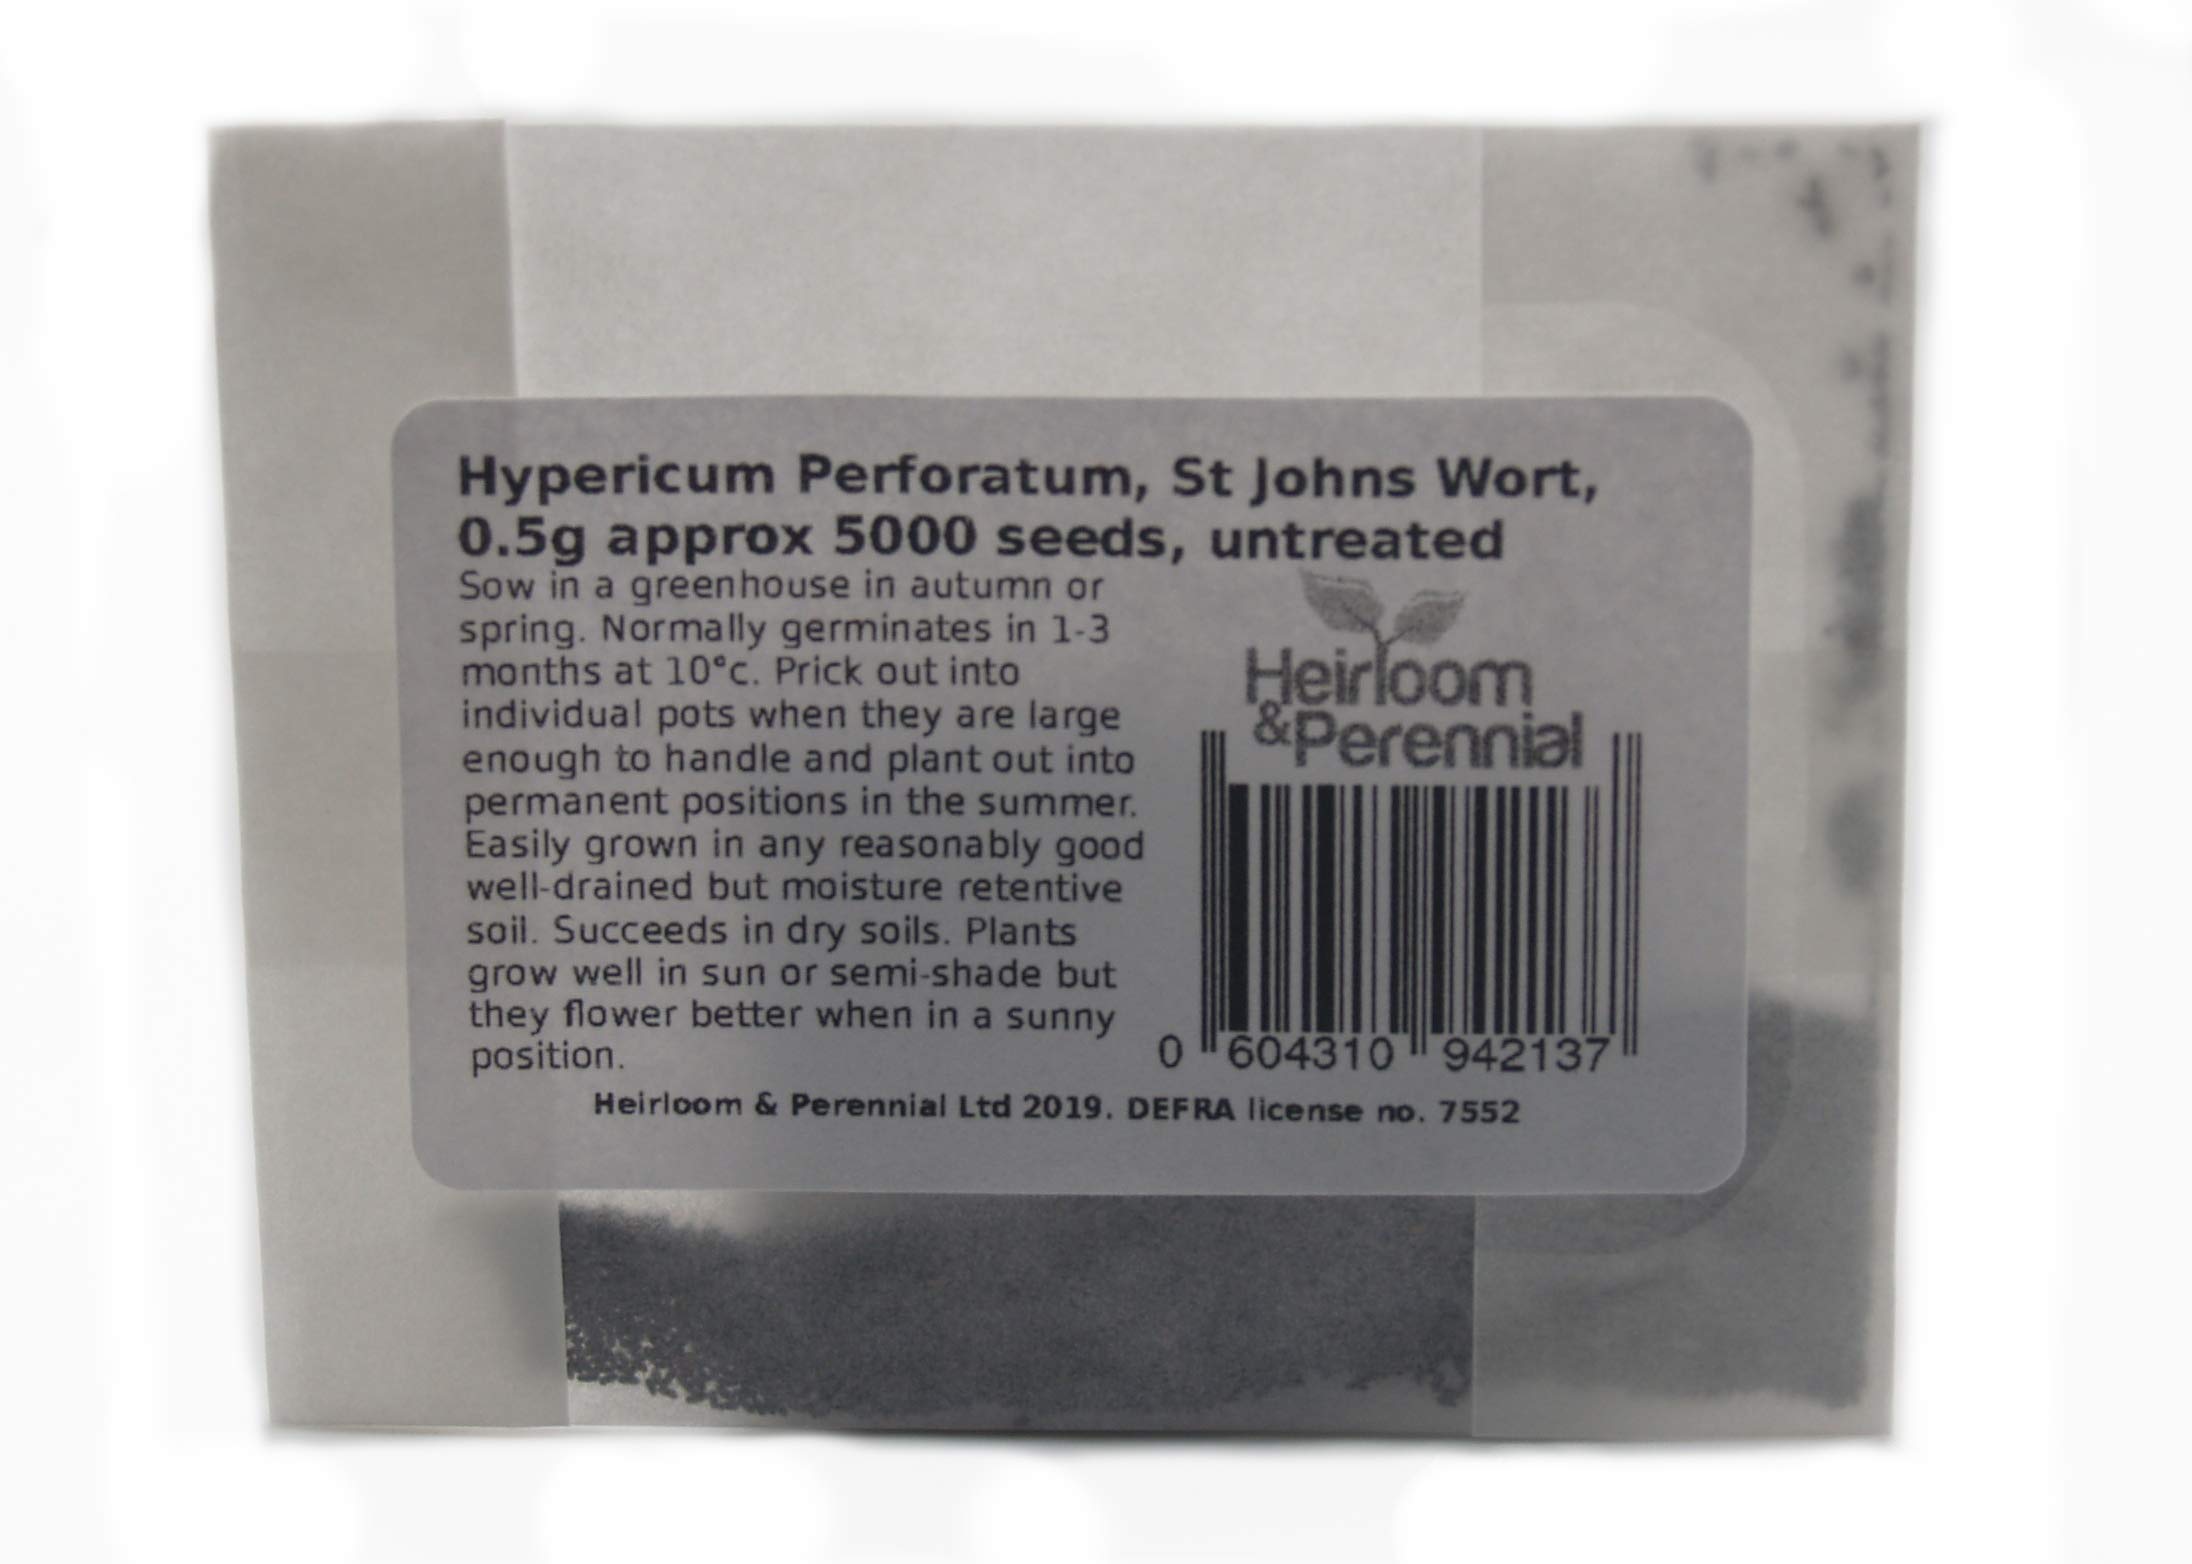 Hypericum Perforatum, St Johns Wort,
0.5g approx 5000 seeds, untreated
Sow in a greenhouse in autumn or
spring. Normally germinates in 1-3
months at 10°c. Prick out into
individual pots when they are large
enough to handle and plant out into
permanent positions in the summer.
Easily grown in any reasonably good
well-drained but moisture retentive
soil. Succeeds in dry soils. Plants
grow well in sun or semi-shade but
they flower better when in a sunny
position.
Heirloom
&Perennial
0 604310 942137
Heirloom & Perennial Ltd 2019. DEFRA license no. 7552